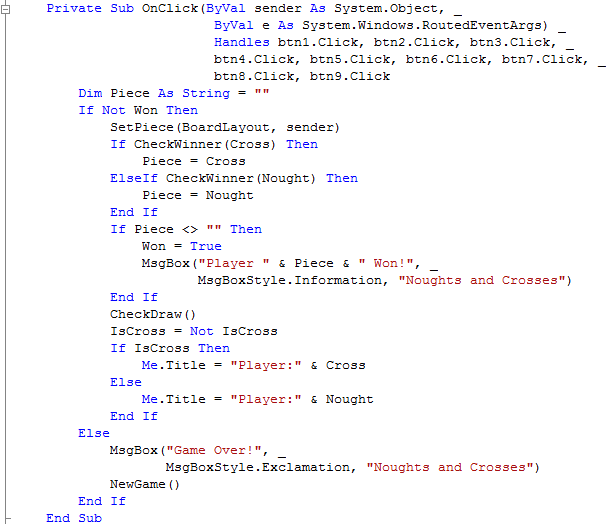 Private Sub OnClick(ByVal sender As System.Object, _
ByVal e As System.Windows.RoutedEventArgs) _
Handles btn1.Click, btn2.Click, btn3.Click, _
btn4.Click, btn5.Click, btn6.Click, btn7.Click, _
btn8.Click, btn9.Click
Dim Piece As String = ""
If Not Won Then
SetPiece(BoardLayout, sender)
If CheckWinner(Cross) Then
Piece = Cross
ElseIf CheckWinner(Nought) Then
Piece = Nought
End If
If Piece <> "" Then
Won = True
MsgBox("Player " & Piece & " Won!", _
MsgBoxStyle.Information, "Noughts and Crosses")
End If
CheckDraw()
IsCross = Not IsCross
If IsCross Then
Me.Title = "Player:" & Cross
Else
Me.Title = "Player:" & Nought
End If
Else
MsgBox("Game Over!", _
MsgBoxStyle.Exclamation, "Noughts and Crosses")
NewGame()
End If
End Sub